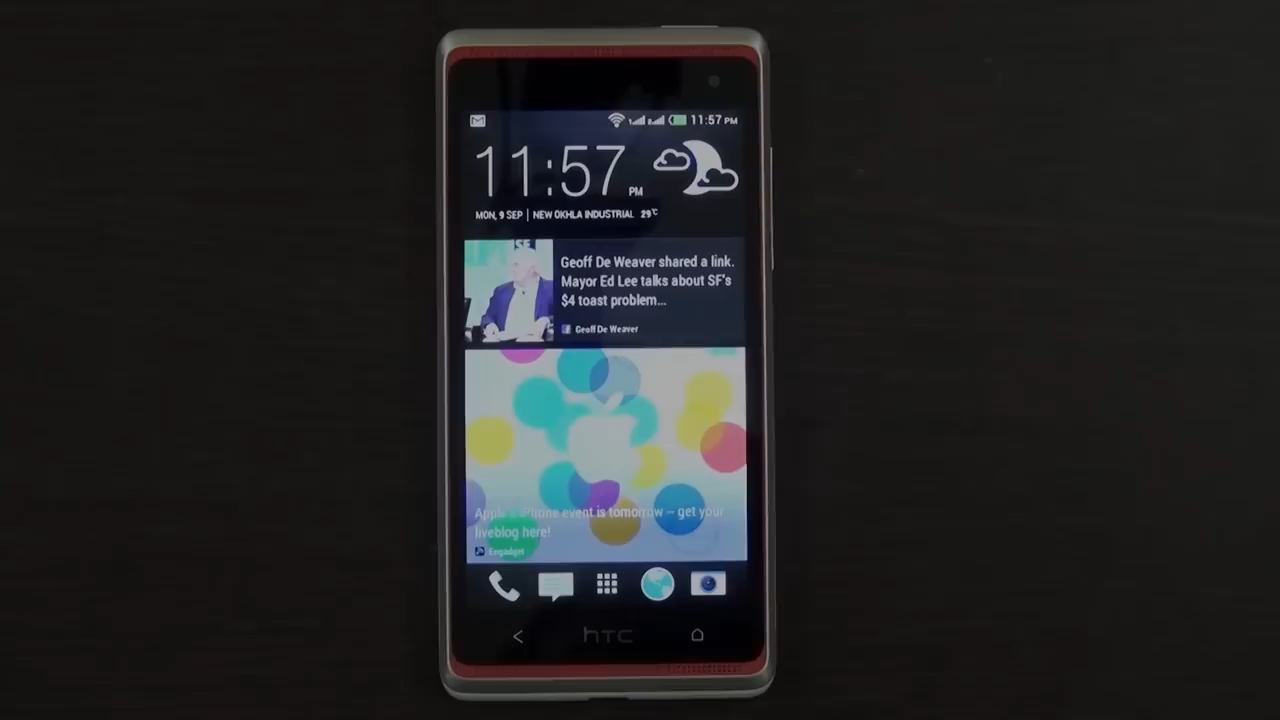 11:57 PM
11:57 PM
MON, 9 SEP | NEW OKHLA INDUSTRIAL 29°C
SE
Geoff De Weaver shared a link.
Mayor Ed Lee talks about SF's
$4 toast problem...
Geoff De Weaver
Apple's iPhone event is tomorrow – get your
liveblog here!
Engadget
hTC